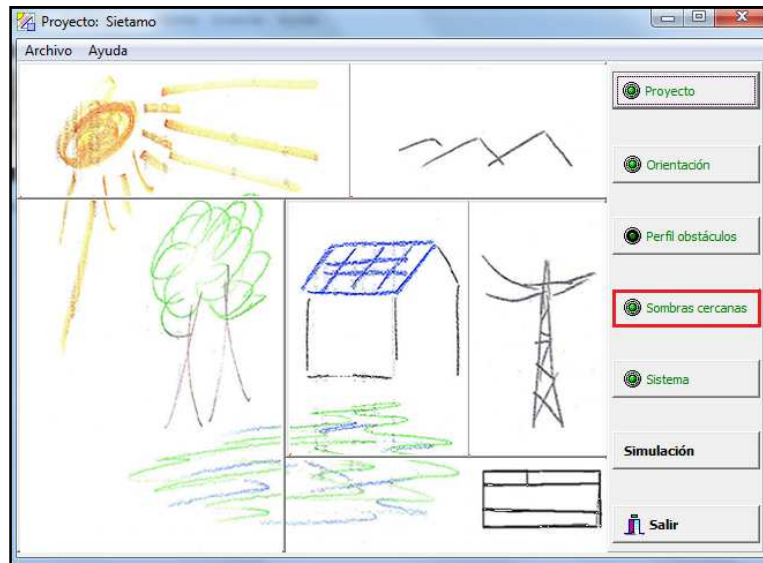 Proyecto: Sietamo
Archivo Ayuda
Proyecto
Orientación
Perfil obstáculos
Sombras cercanas
Sistema
Simulación
Salir